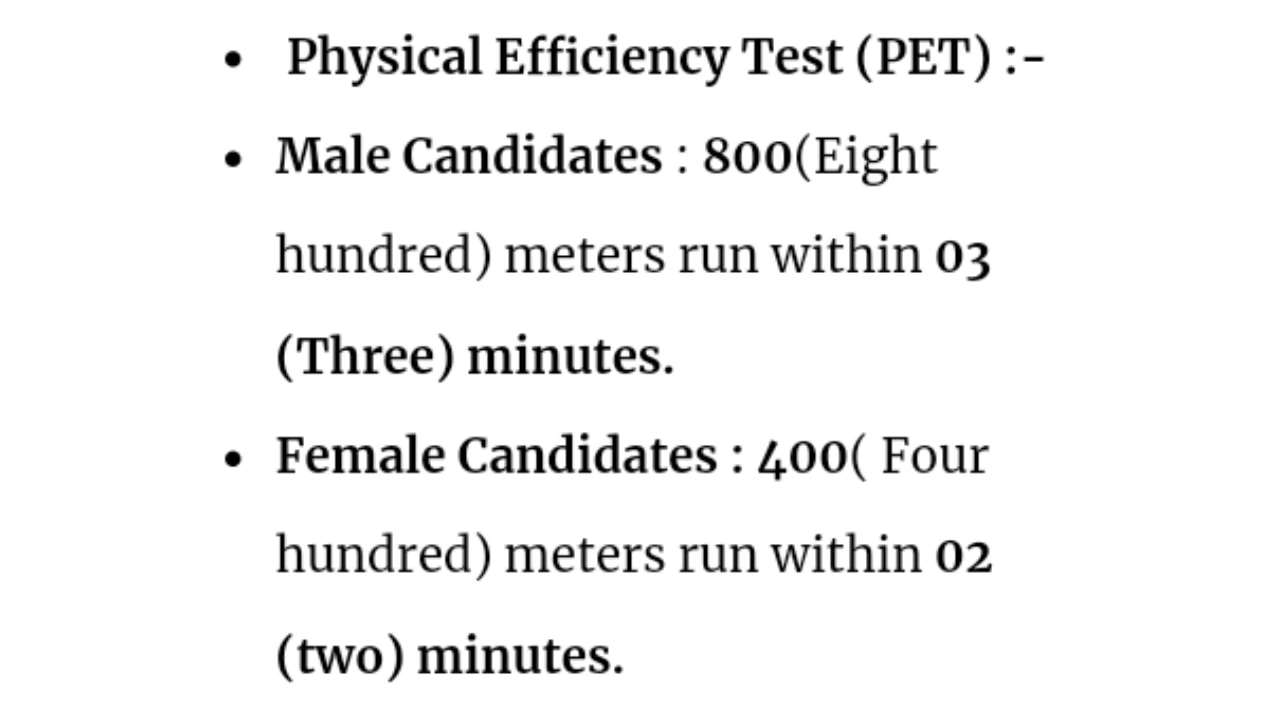 • Physical Efficiency Test (PET) :-
• Male Candidates : 800(Eight
hundred) meters run within 03
(Three) minutes.
• Female Candidates : 400( Four
hundred) meters run within 02
(two) minutes.